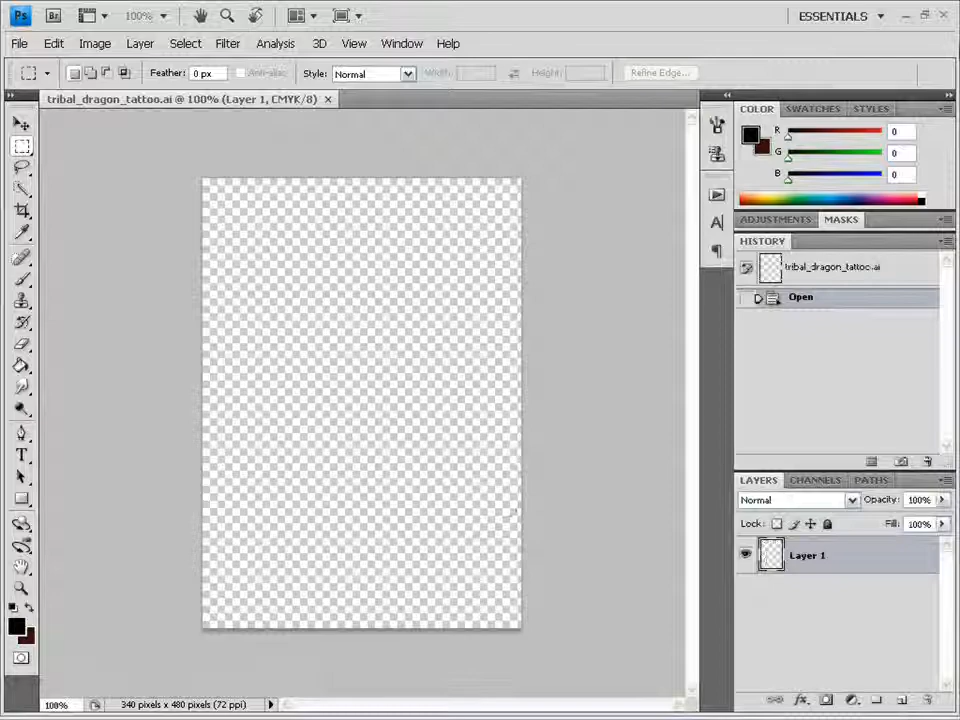 Ps Br 100% ESSENTIALS
File Edit Image Layer Select Filter Analysis 3D View Window Help
Feather: 0 px Anti-alias Style: Normal Width: Height: Refine Edge...
tribal_dragon_tattoo.ai @ 100% (Layer 1, CMYK/8) ×
COLOR SWATCHES STYLES
R 0
G 0
B 0
ADJUSTMENTS MASKS
HISTORY
tribal_dragon_tattoo.ai
Open
LAYERS CHANNELS PATHS
Normal Opacity: 100%
Lock: Fill: 100%
Layer 1
100% 340 pixels x 480 pixels (72 ppi)